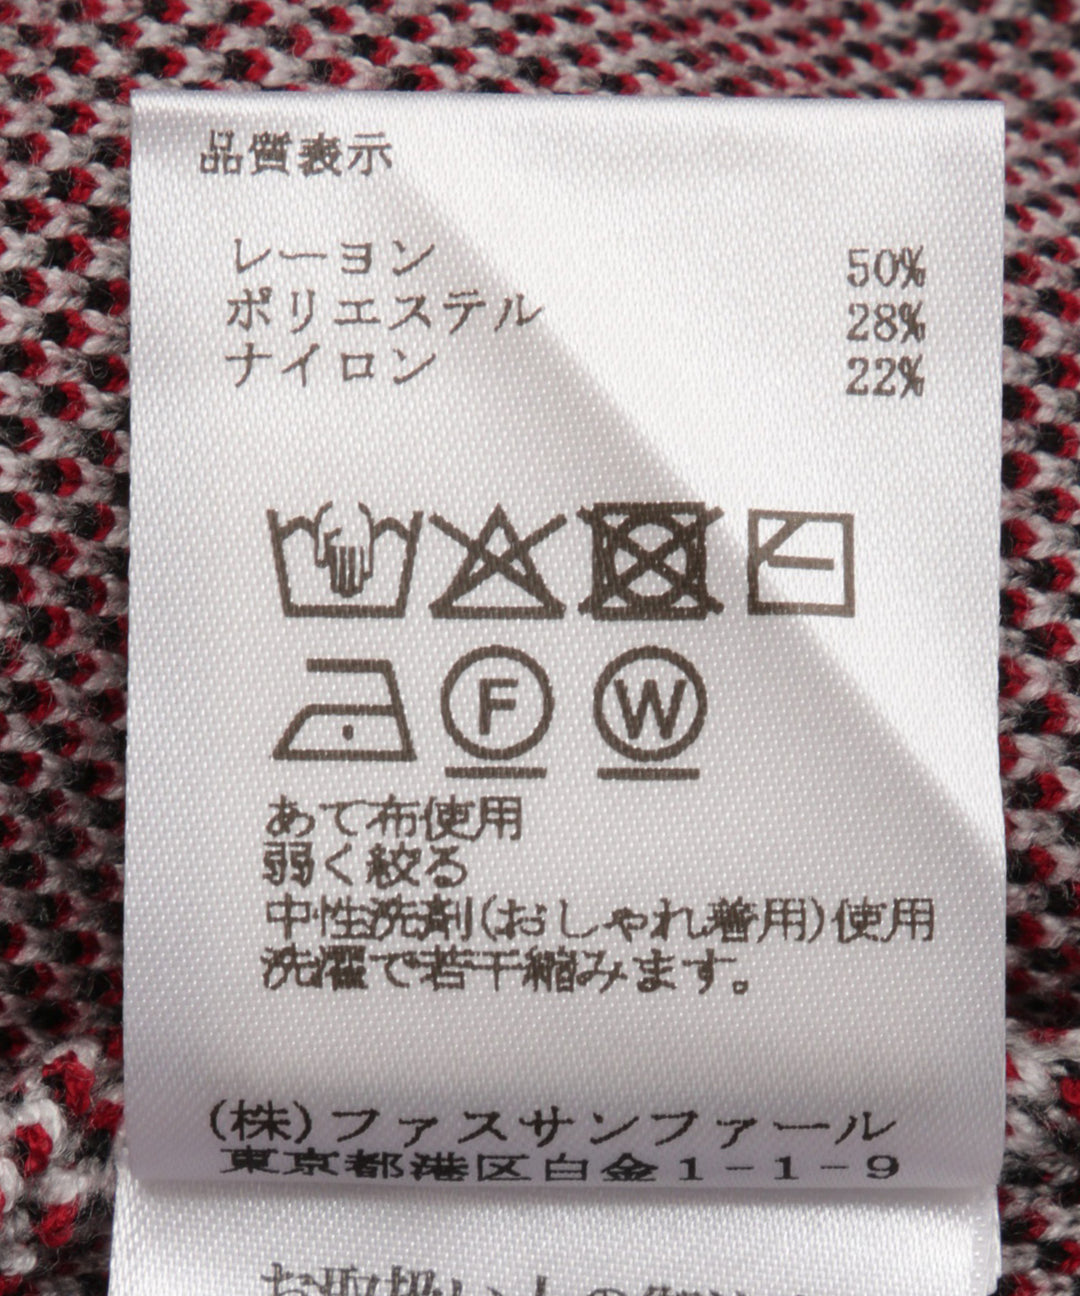 品質表示
レーヨン 50%
ポリエステル 28%
ナイロン 22%
F W
あて布使用
弱く絞る
中性洗剤(おしゃれ着用)使用
洗濯で若干縮みます。
(株)ファスサンファール
東京都港区白金1-1-9